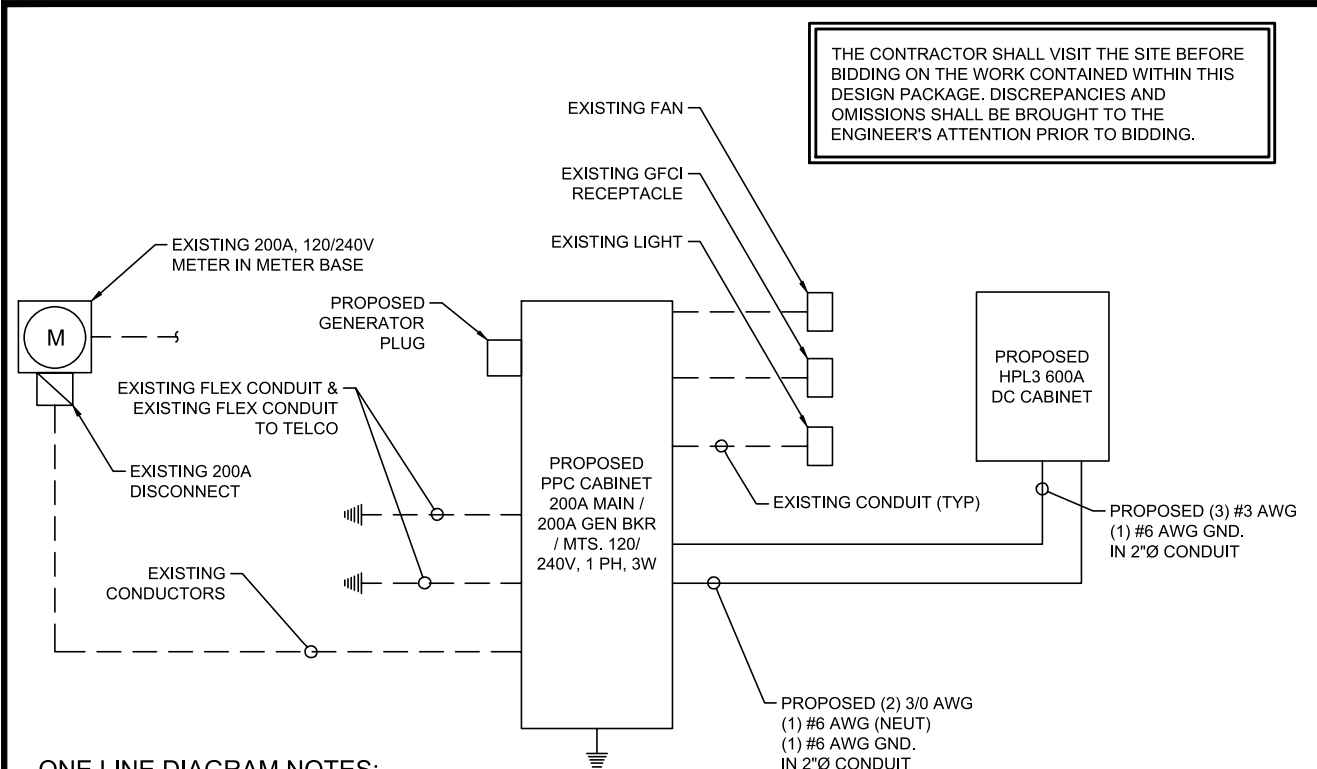 THE CONTRACTOR SHALL VISIT THE SITE BEFORE
BIDDING ON THE WORK CONTAINED WITHIN THIS
DESIGN PACKAGE. DISCREPANCIES AND
OMISSIONS SHALL BE BROUGHT TO THE
ENGINEER'S ATTENTION PRIOR TO BIDDING.
EXISTING FAN
EXISTING GFCI
RECEPTACLE
EXISTING LIGHT
EXISTING 200A, 120/240V
METER IN METER BASE
M
PROPOSED
GENERATOR
PLUG
EXISTING FLEX CONDUIT &
EXISTING FLEX CONDUIT
TO TELCO
EXISTING 200A
DISCONNECT
EXISTING
CONDUCTORS
PROPOSED
PPC CABINET
200A MAIN /
200A GEN BKR
/ MTS. 120/
240V, 1 PH, 3W
PROPOSED
HPL3 600A
DC CABINET
EXISTING CONDUIT (TYP)
PROPOSED (3) #3 AWG
(1) #6 AWG GND.
IN 2"Ø CONDUIT
PROPOSED (2) 3/0 AWG
(1) #6 AWG (NEUT)
(1) #6 AWG GND.
IN 2"Ø CONDUIT
ONE LINE DIAGRAM NOTES: